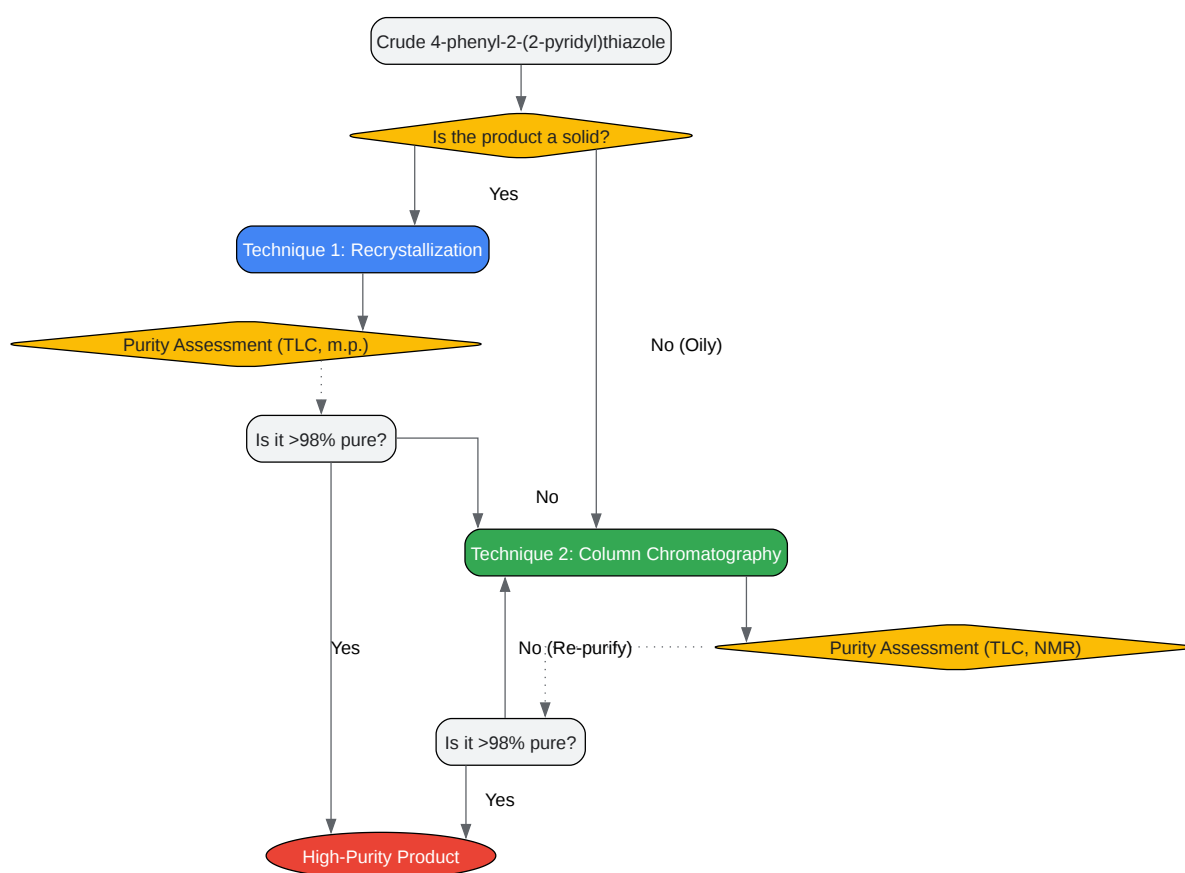 Crude 4-phenyl-2-(2-pyridyl)thiazole
Is the product a solid?
Yes
Technique 1: Recrystallization
Purity Assessment (TLC, m.p.)
No (Oily)
Is it >98% pure?
No
Technique 2: Column Chromatography
Yes
No (Re-purify)
Purity Assessment (TLC, NMR)
Is it >98% pure?
Yes
High-Purity Product